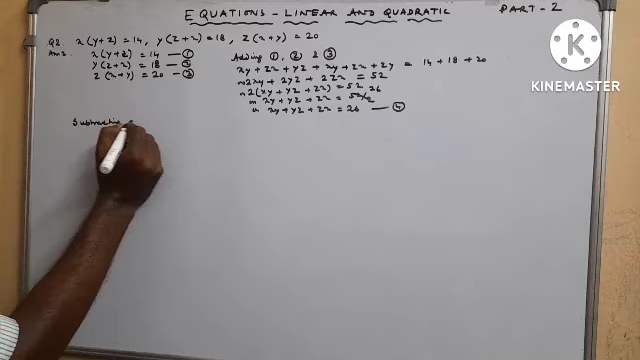 EQUATIONS - LINEAR AND QUADRATIC
PART-2
Q2. x(y+z) = 14, y(z+x) = 18, z(x+y) = 20
Ans. x(y+z) = 14 — ①
y(z+x) = 18 — ②
z(x+y) = 20 — ③
Adding ①, ② & ③
xy + zx + yz + xy + zx + zy = 14 + 18 + 20
2xy + 2yz + 2zx = 52
2(xy + yz + zx) = 52 26
xy + yz + zx = 52/2
xy + yz + zx = 26 — ④
Subtracting
KINEMASTER